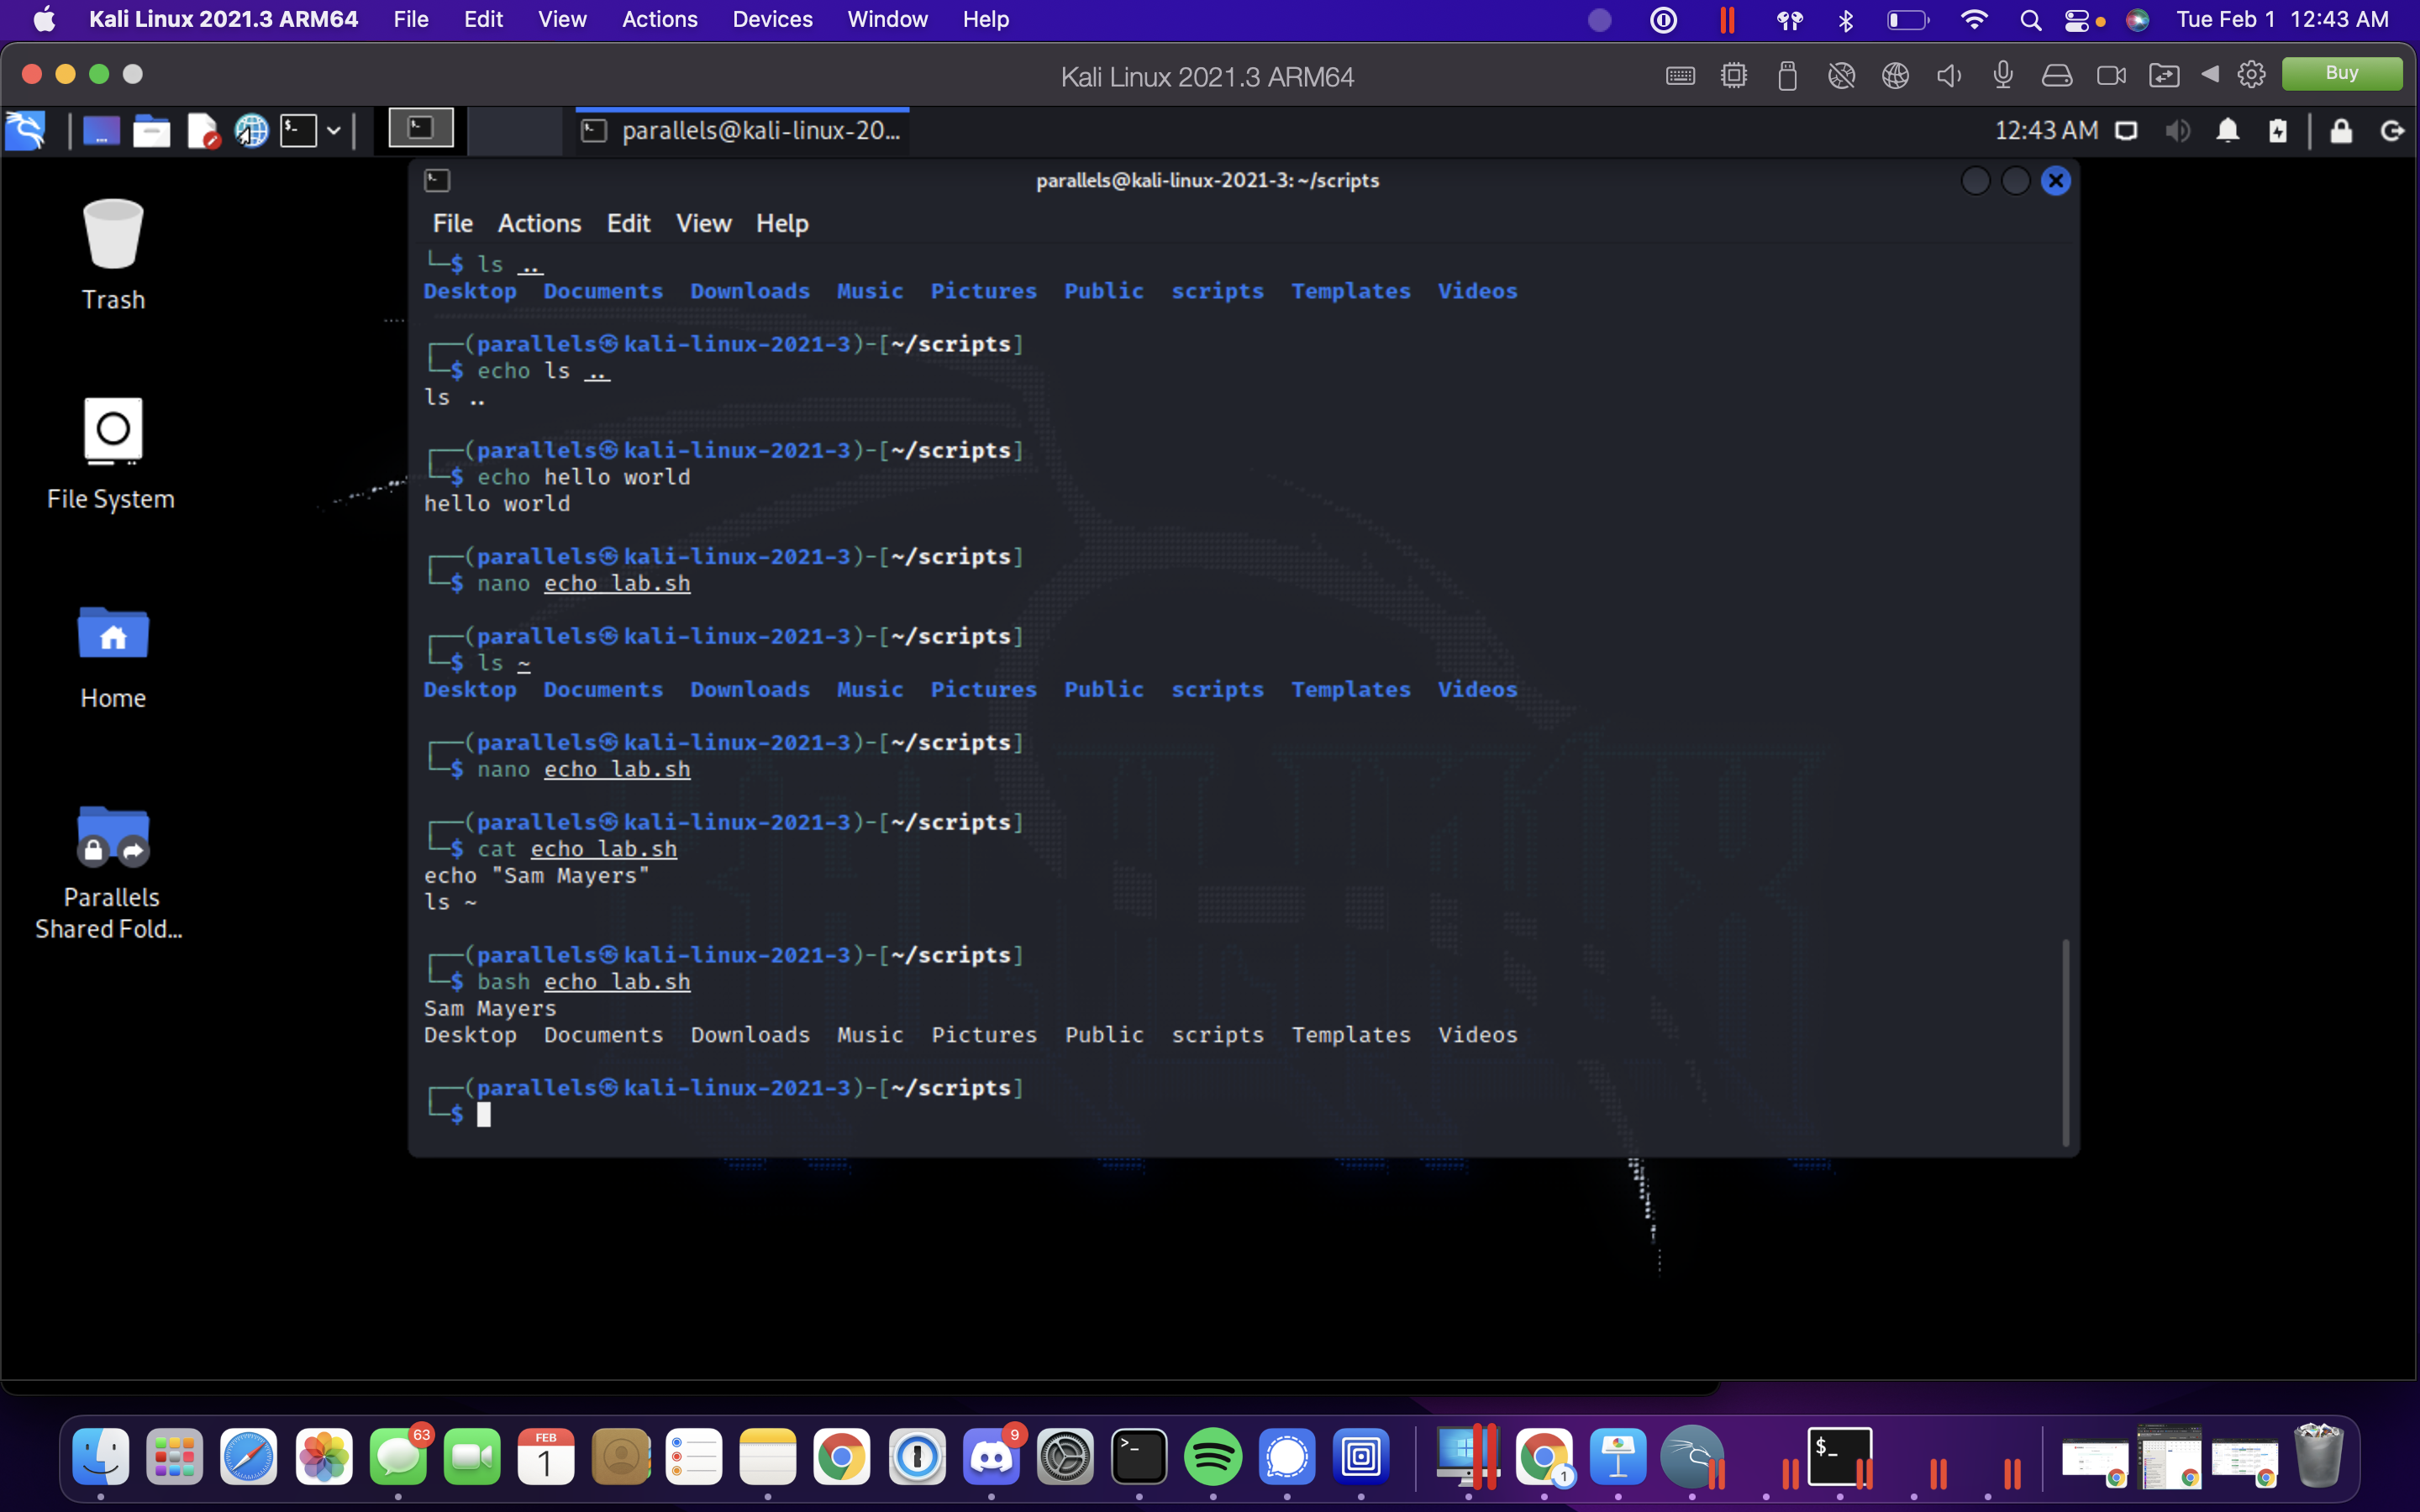 Kali Linux 2021.3 ARM64 File Edit View Actions Devices Window Help Tue Feb 1 12:43 AM
Kali Linux 2021.3 ARM64 Buy
parallels@kali-linux-20... 12:43 AM
parallels@kali-linux-2021-3: ~/scripts
File Actions Edit View Help
Trash
File System
Home
Parallels
Shared Fold...
└─$ ls ..
Desktop Documents Downloads Music Pictures Public scripts Templates Videos
┌──(parallels㉿kali-linux-2021-3)-[~/scripts]
└─$ echo ls ..
ls ..
┌──(parallels㉿kali-linux-2021-3)-[~/scripts]
└─$ echo hello world
hello world
┌──(parallels㉿kali-linux-2021-3)-[~/scripts]
└─$ nano echo_lab.sh
┌──(parallels㉿kali-linux-2021-3)-[~/scripts]
└─$ ls ~
Desktop Documents Downloads Music Pictures Public scripts Templates Videos
┌──(parallels㉿kali-linux-2021-3)-[~/scripts]
└─$ nano echo_lab.sh
┌──(parallels㉿kali-linux-2021-3)-[~/scripts]
└─$ cat echo_lab.sh
echo "Sam Mayers"
ls ~
┌──(parallels㉿kali-linux-2021-3)-[~/scripts]
└─$ bash echo_lab.sh
Sam Mayers
Desktop Documents Downloads Music Pictures Public scripts Templates Videos
┌──(parallels㉿kali-linux-2021-3)-[~/scripts]
└─$
63 FEB 1 9 >_ 1 $_